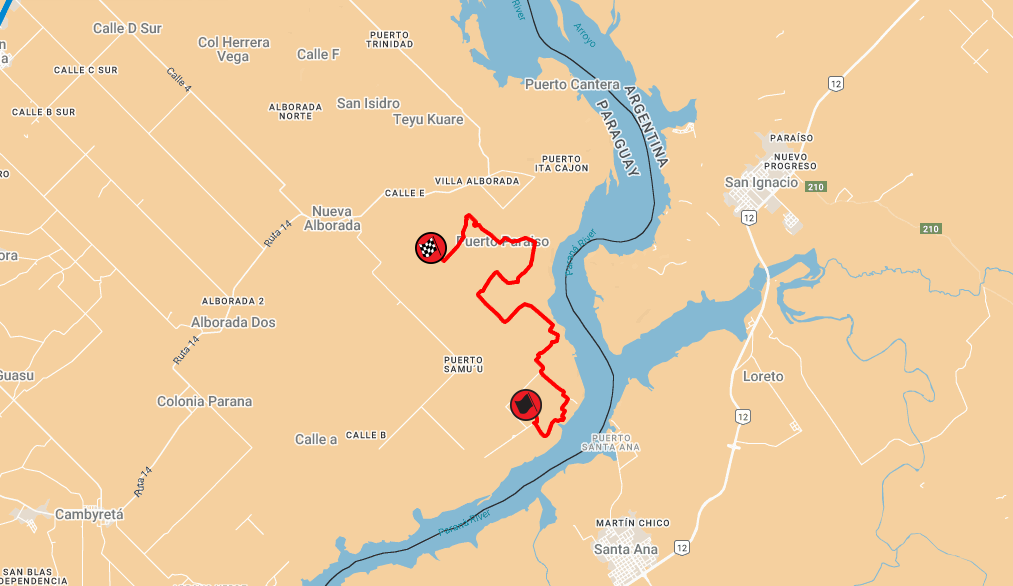 River
Calle D Sur
Col Herrera
Vega
Calle F
PUERTO
TRINIDAD
Arroyo
n
a
CALLE C SUR
Calle 4
Puerto Cantera
12
CALLE B SUR
ALBORADA
NORTE
San Isidro
Teyu Kuare
ARGENTINA
PARAGUAY
PARAÍSO
NUEVO
PROGRESO
PUERTO
ITA CAJON
RO
VILLA ALBORADA
San Ignacio
210
CALLE E
Nueva
Alborada
12
Ruta 14
Puerto Paraiso
210
ora
Paraná River
ALBORADA 2
Alborada Dos
Ruta 14
PUERTO
SAMU´U
Guasu
Loreto
Colonia Parana
12
Calle a
CALLE B
PUERTO
SANTA ANA
Ruta 14
Cambyretá
Paraná River
MARTÍN CHICO
Santa Ana
12
SAN BLAS
DEPENDENCIA